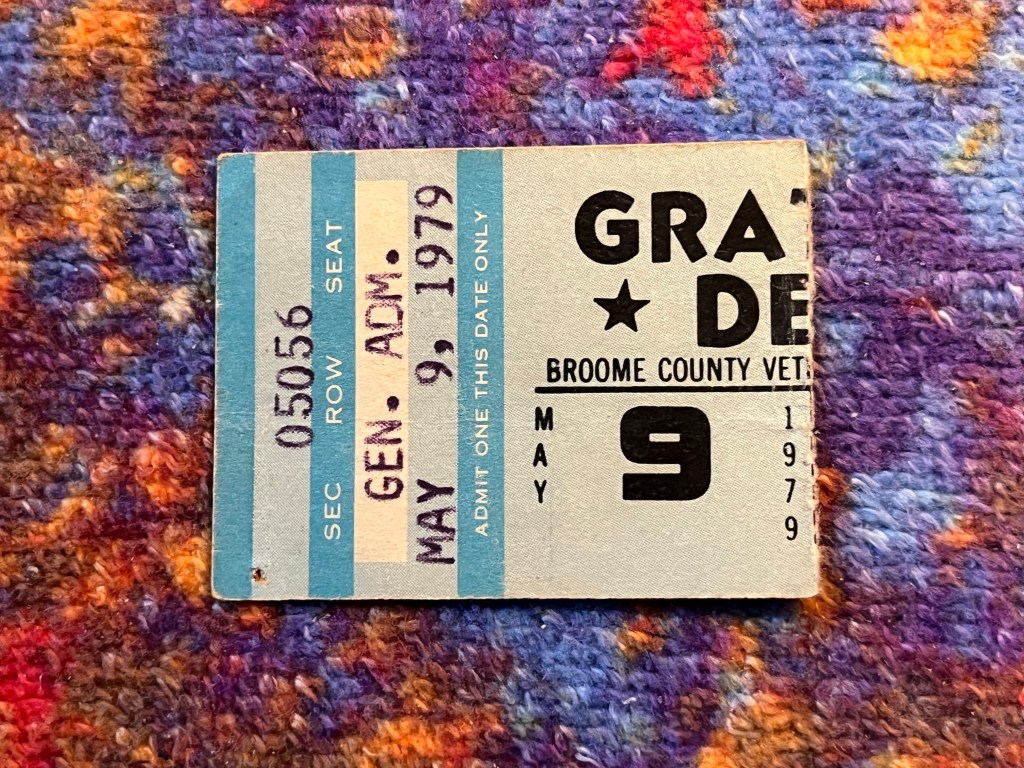 05056
SEC ROW SEAT
GEN. ADM.
MAY 9, 1979
ADMIT ONE THIS DATE ONLY
GRA
★ DE
BROOME COUNTY VET
MAY 9 1979